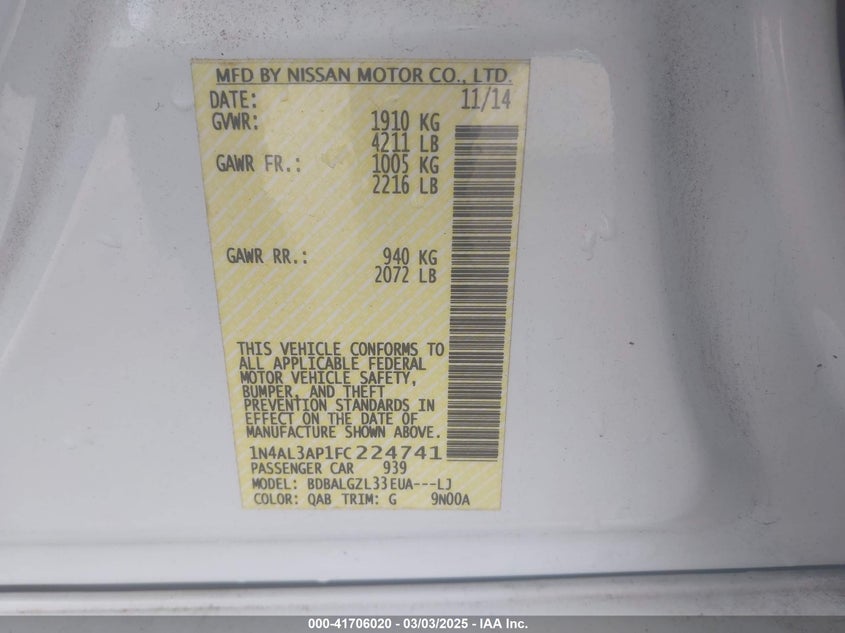 MFD BY NISSAN MOTOR CO., LTD.
DATE: 11/14
GVWR: 1910 KG
4211 LB
GAWR FR.: 1005 KG
2216 LB
GAWR RR.: 940 KG
2072 LB
THIS VEHICLE CONFORMS TO
ALL APPLICABLE FEDERAL
MOTOR VEHICLE SAFETY,
BUMPER, AND THEFT
PREVENTION STANDARDS IN
EFFECT ON THE DATE OF
MANUFACTURE SHOWN ABOVE.
1N4AL3AP1FC224741
PASSENGER CAR 939
MODEL: BDBALGZL33EUA---LJ
COLOR: QAB TRIM: G 9N00A
000-41706020 — 03/03/2025 - IAA Inc.